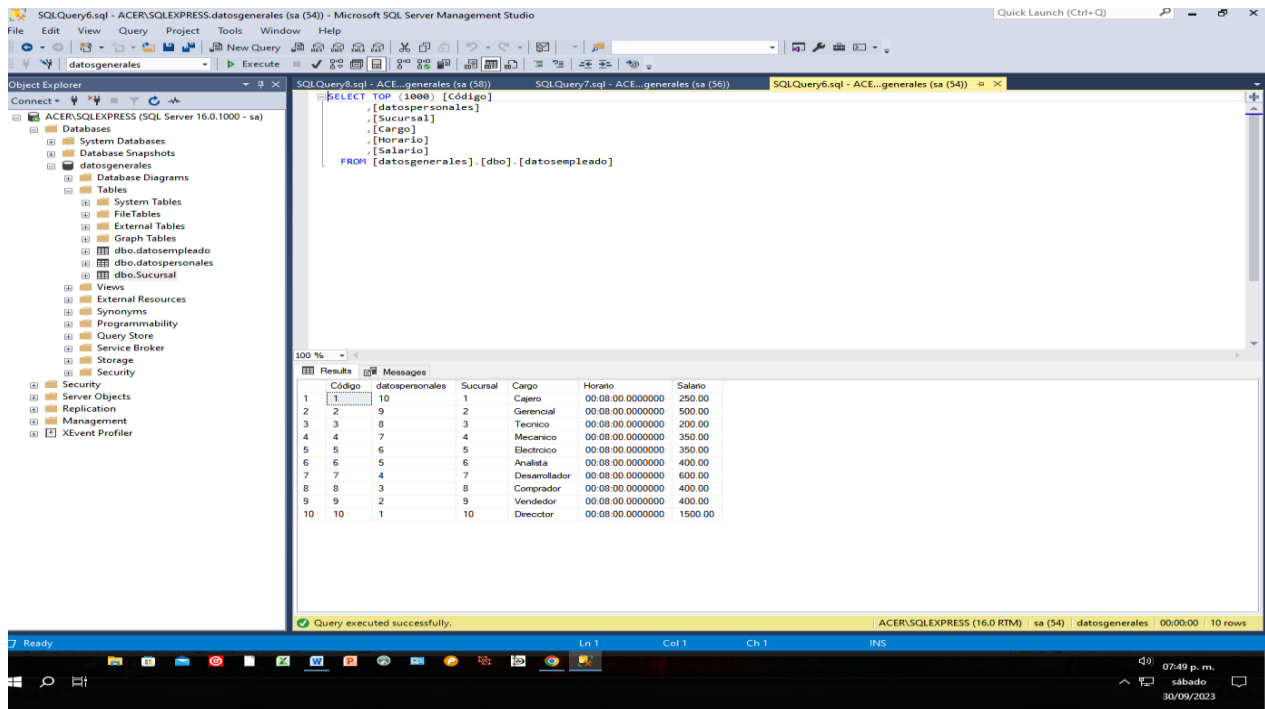 SQLQuery6.sql - ACER\SQLEXPRESS.datosgenerales (sa (54)) - Microsoft SQL Server Management Studio
Quick Launch (Ctrl+Q)
File Edit View Query Project Tools Window Help
New Query
datosgenerales Execute
Object Explorer
SQLQuery8.sql - ACE...generales (sa (58)) SQLQuery7.sql - ACE...generales (sa (56)) SQLQuery6.sql - ACE...generales (sa (54))
Connect
ACER\SQLEXPRESS (SQL Server 16.0.1000 - sa)
Databases
System Databases
Database Snapshots
datosgenerales
Database Diagrams
Tables
System Tables
FileTables
External Tables
Graph Tables
dbo.datosempleado
dbo.datospersonales
dbo.Sucursal
Views
External Resources
Synonyms
Programmability
Query Store
Service Broker
Storage
Security
Security
Server Objects
Replication
Management
XEvent Profiler
SELECT TOP (1000) [Código]
,[datospersonales]
,[Sucursal]
,[Cargo]
,[Horario]
,[Salario]
FROM [datosgenerales].[dbo].[datosempleado]
100 %
Results Messages
Código datospersonales Sucursal Cargo Horario Salario
1 1 10 1 Cajero 00:08:00.0000000 250.00
2 2 9 2 Gerencial 00:08:00.0000000 500.00
3 3 8 3 Tecnico 00:08:00.0000000 200.00
4 4 7 4 Mecanico 00:08:00.0000000 350.00
5 5 6 5 Electrcico 00:08:00.0000000 350.00
6 6 5 6 Analista 00:08:00.0000000 400.00
7 7 4 7 Desarrollador 00:08:00.0000000 600.00
8 8 3 8 Comprador 00:08:00.0000000 400.00
9 9 2 9 Vendedor 00:08:00.0000000 400.00
10 10 1 10 Direcctor 00:08:00.0000000 1500.00
Query executed successfully. ACER\SQLEXPRESS (16.0 RTM) sa (54) datosgenerales 00:00:00 10 rows
Ready Ln 1 Col 1 Ch 1 INS
07:49 p. m.
sábado
30/09/2023